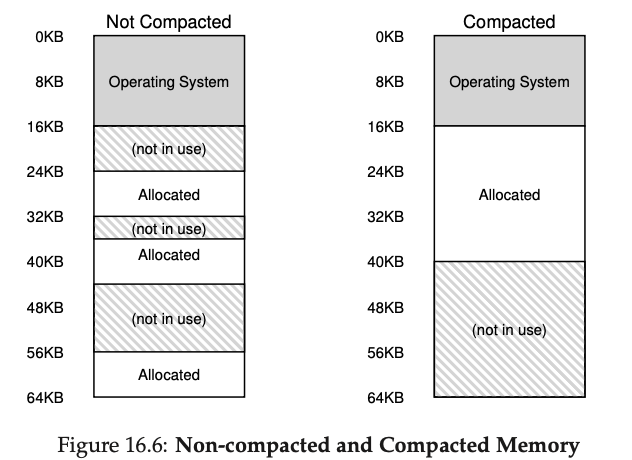 Not Compacted
0KB
Operating System
8KB
16KB
(not in use)
24KB
Allocated
32KB
(not in use)
Allocated
40KB
48KB
(not in use)
56KB
Allocated
64KB
Compacted
0KB
Operating System
8KB
16KB
24KB
Allocated
32KB
40KB
48KB
(not in use)
56KB
64KB
Figure 16.6: Non-compacted and Compacted Memory